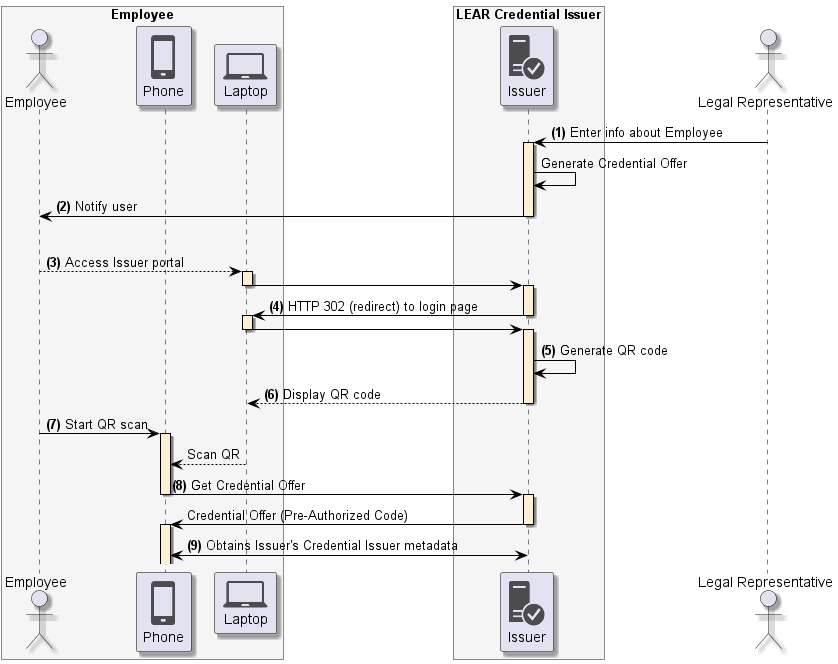 Employee
LEAR Credential Issuer
Employee
Phone
Laptop
Issuer
Legal Representative
(1) Enter info about Employee
Generate Credential Offer
(2) Notify user
(3) Access Issuer portal
(4) HTTP 302 (redirect) to login page
(5) Generate QR code
(6) Display QR code
(7) Start QR scan
Scan QR
(8) Get Credential Offer
Credential Offer (Pre-Authorized Code)
(9) Obtains Issuer's Credential Issuer metadata
Employee
Phone
Laptop
Issuer
Legal Representative